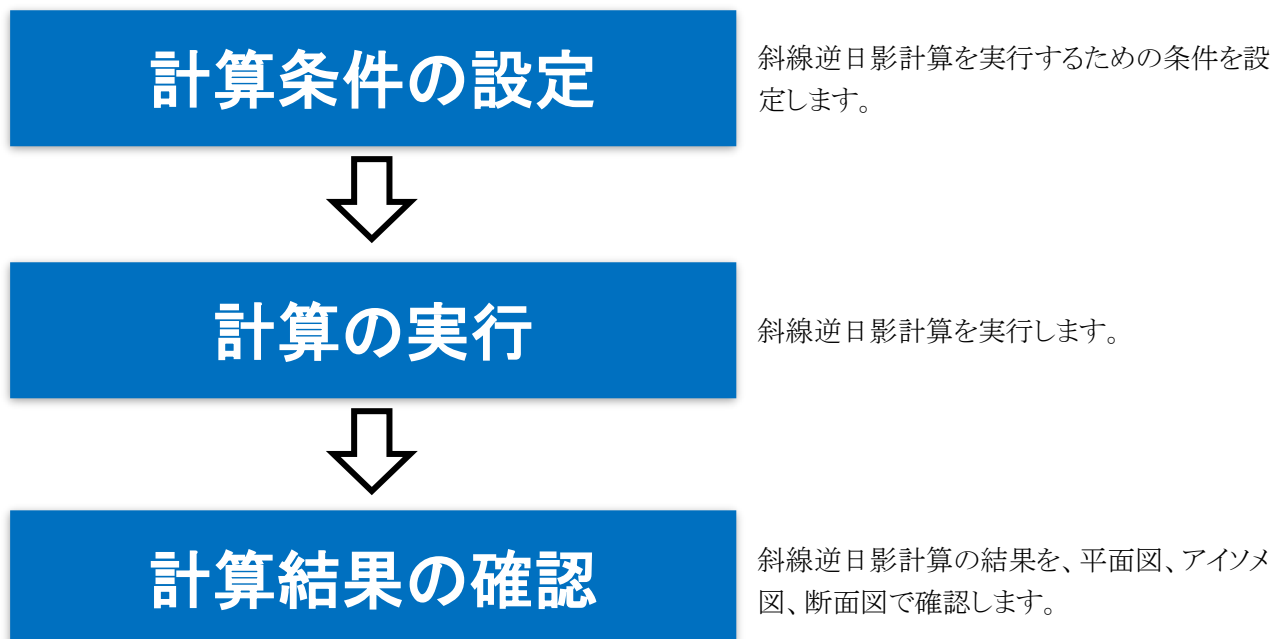 計算条件の設定
斜線逆日影計算を実行するための条件を設
定します。
計算の実行
斜線逆日影計算を実行します。
計算結果の確認
斜線逆日影計算の結果を、平面図、アイソメ
図、断面図で確認します。